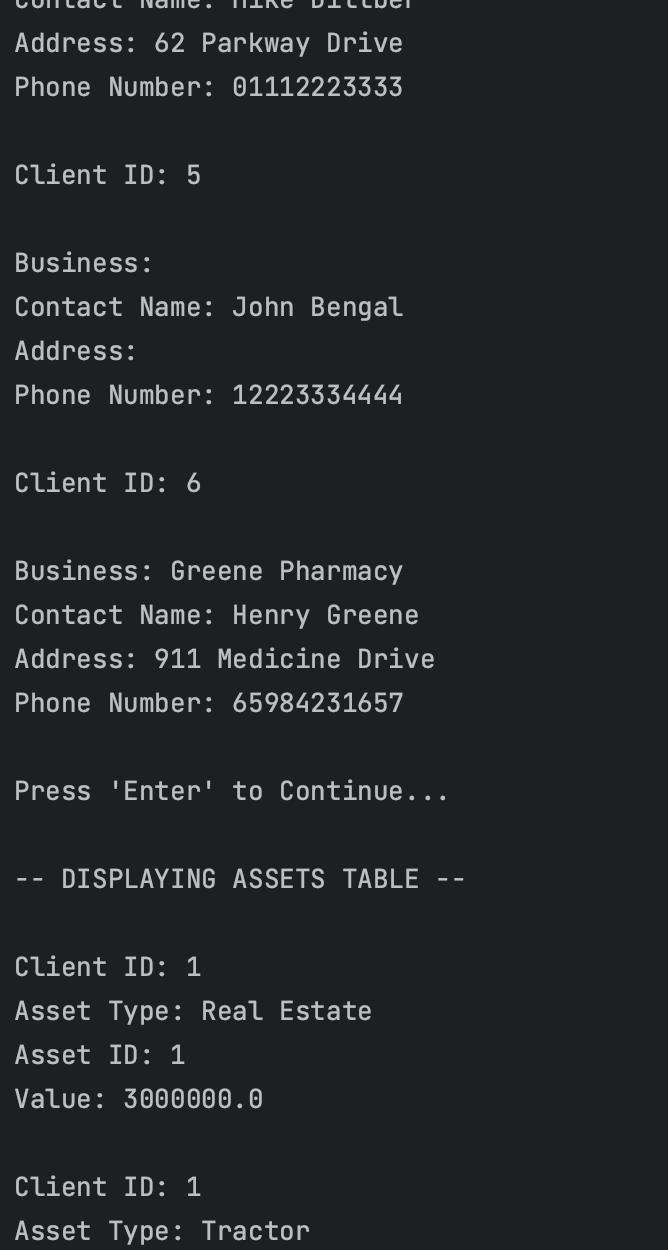 Contact Name: Mike
Address: 62 Parkway Drive
Phone Number: 01112223333
Client ID: 5
Business:
Contact Name: John Bengal
Address:
Phone Number: 12223334444
Client ID: 6
Business: Greene Pharmacy
Contact Name: Henry Greene
Address: 911 Medicine Drive
Phone Number: 65984231657
Press 'Enter' to Continue...
-- DISPLAYING ASSETS TABLE --
Client ID: 1
Asset Type: Real Estate
Asset ID: 1
Value: 3000000.0
Client ID: 1
Asset Type: Tractor